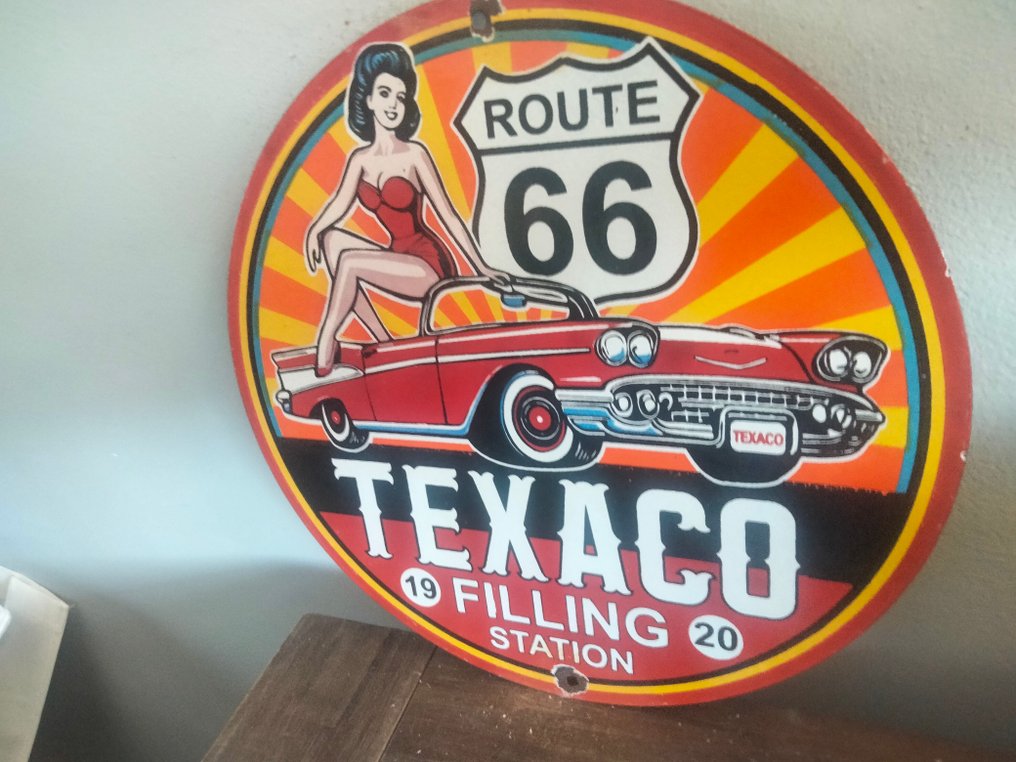 ROUTE
66
TEXACO
TEXACO
19 FILLING 20
STATION